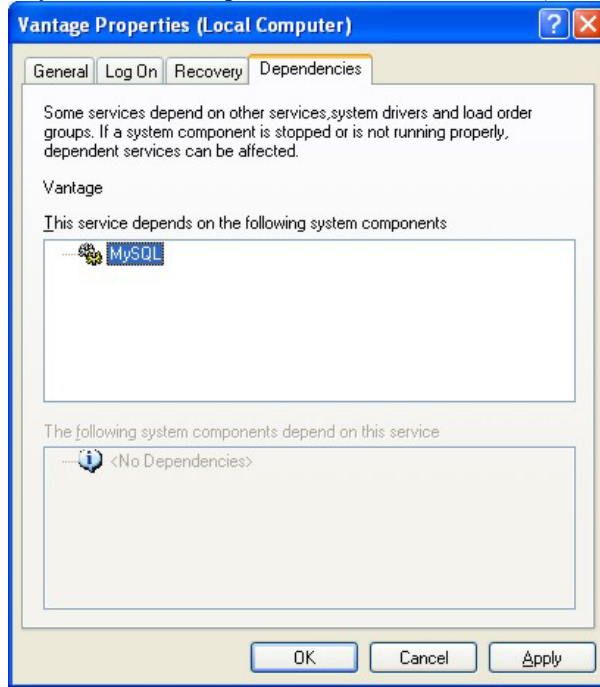 Vantage Properties (Local Computer)
General Log On Recovery Dependencies
Some services depend on other services,system drivers and load order
groups. If a system component is stopped or is not running properly,
dependent services can be affected.
Vantage
This service depends on the following system components
MySQL
The following system components depend on this service
<No Dependencies>
OK Cancel Apply